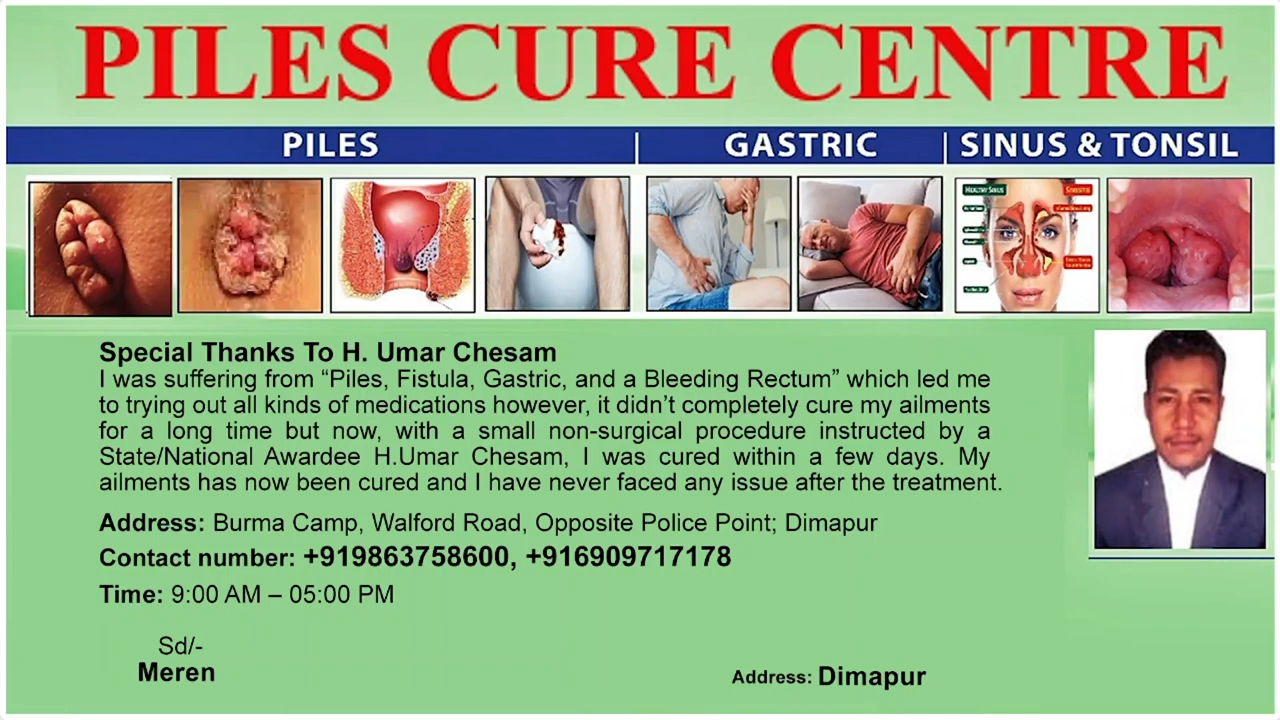 PILES CURE CENTRE
PILES | GASTRIC | SINUS & TONSIL
HEALTHY SINUS SINUSITIS
Special Thanks To H. Umar Chesam
I was suffering from “Piles, Fistula, Gastric, and a Bleeding Rectum” which led me
to trying out all kinds of medications however, it didn’t completely cure my ailments
for a long time but now, with a small non-surgical procedure instructed by a
State/National Awardee H.Umar Chesam, I was cured within a few days. My
ailments has now been cured and I have never faced any issue after the treatment.
Address: Burma Camp, Walford Road, Opposite Police Point; Dimapur
Contact number: +919863758600, +916909717178
Time: 9:00 AM – 05:00 PM
Sd/-
Meren
Address: Dimapur